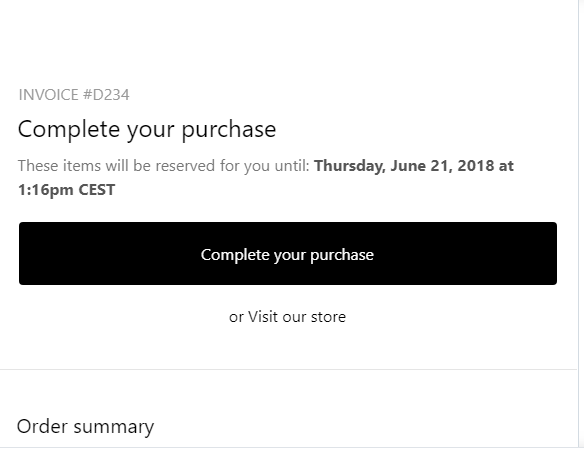 INVOICE #D234
Complete your purchase
These items will be reserved for you until: Thursday, June 21, 2018 at
1:16pm CEST
Complete your purchase
or Visit our store
Order summary